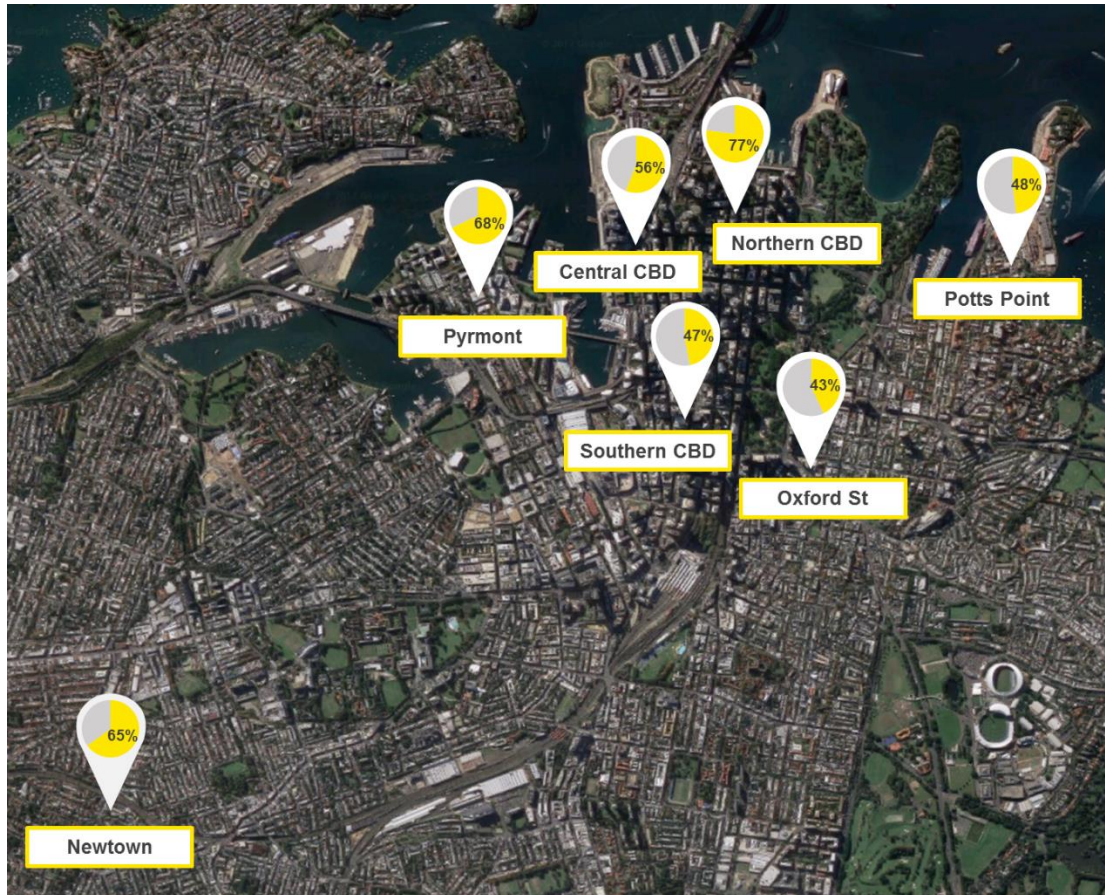 77%
Northern CBD
56%
Central CBD
48%
Potts Point
68%
Pyrmont
47%
Southern CBD
43%
Oxford St
65%
Newtown